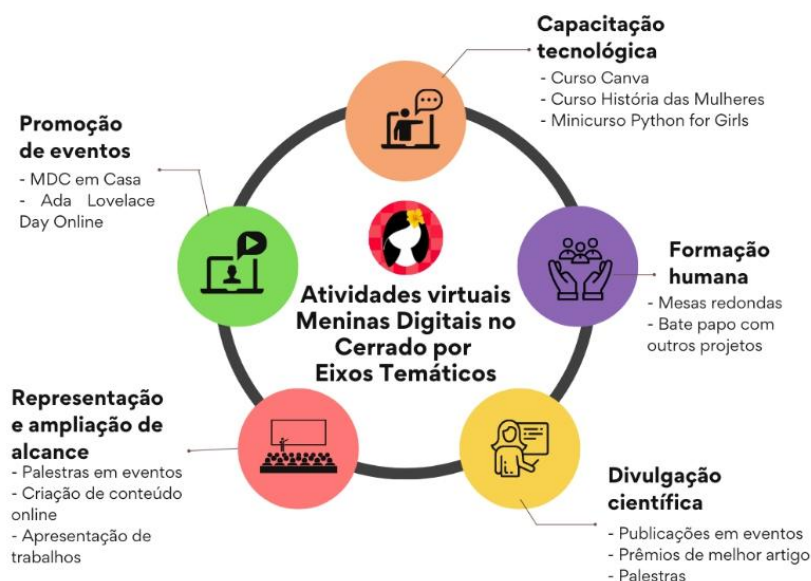 Capacitação
tecnológica
- Curso Canva
- Curso História das Mulheres
- Minicurso Python for Girls
Promoção
de eventos
- MDC em Casa
- Ada Lovelace
Day Online
Formação
humana
- Mesas redondas
- Bate papo com
outros projetos
Atividades virtuais
Meninas Digitais no
Cerrado por
Eixos Temáticos
Representação
e ampliação de
alcance
- Palestras em eventos
- Criação de conteúdo
online
- Apresentação de
trabalhos
Divulgação
científica
- Publicações em eventos
- Prêmios de melhor artigo
- Palestras